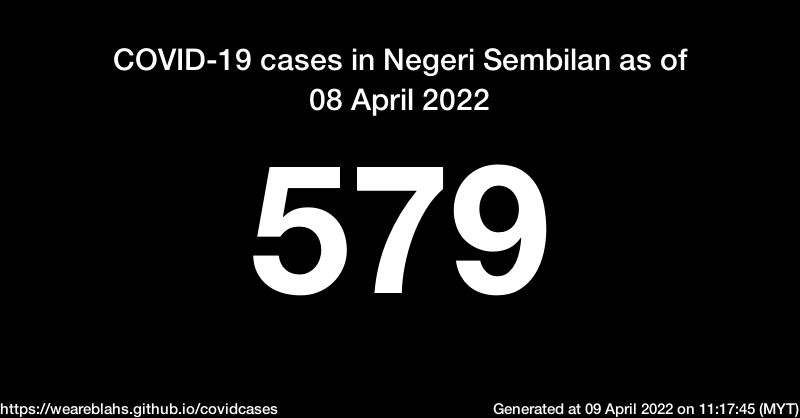 COVID-19 cases in Negeri Sembilan as of
08 April 2022
579
https://weareblahs.github.io/covidcases
Generated at 09 April 2022 on 11:17:45 (MYT)